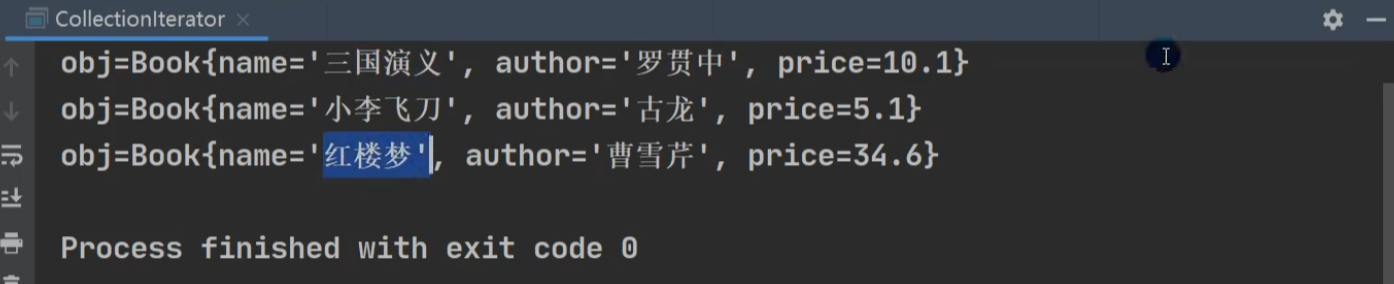 CollectionIterator
obj=Book{name='三国演义', author='罗贯中', price=10.1}
obj=Book{name='小李飞刀', author='古龙', price=5.1}
obj=Book{name='红楼梦', author='曹雪芹', price=34.6}
Process finished with exit code 0